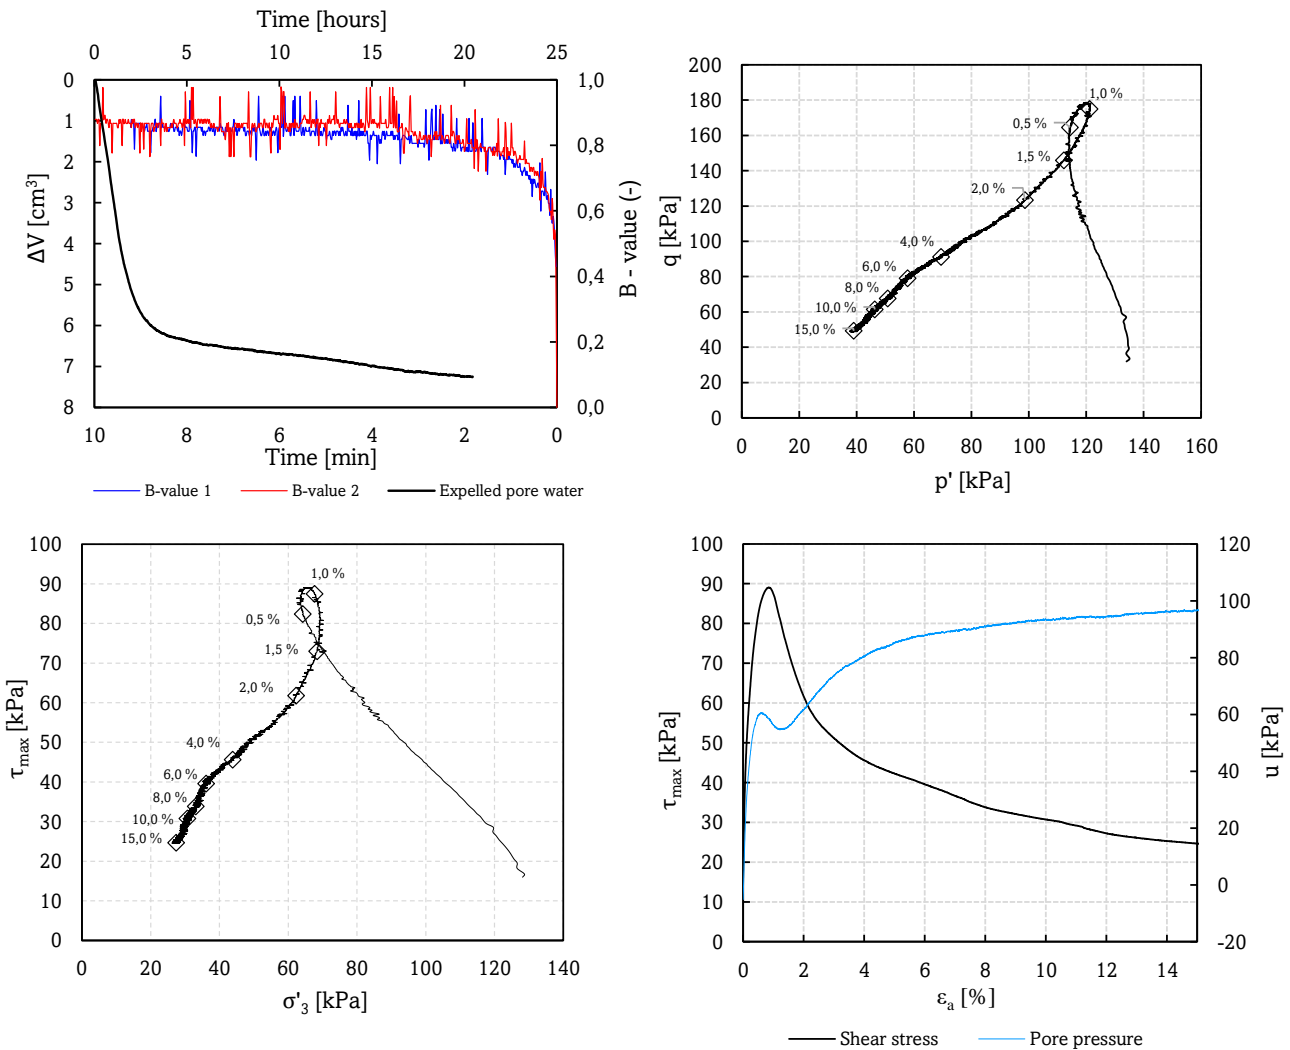 Time [hours]
0 5 10 15 20 25
0 1 2 3 4 5 6 7 8
ΔV [cm³]
1,0 0,8 0,6 0,4 0,2 0,0
B - value (-)
10 8 6 4 2 0
Time [min]
B-value 1 B-value 2 Expelled pore water
200 180 160 140 120 100 80 60 40 20 0
q [kPa]
1,0 %
0,5 %
1,5 %
2,0 %
4,0 %
6,0 %
8,0 %
10,0 %
15,0 %
0 20 40 60 80 100 120 140 160
p' [kPa]
100 90 80 70 60 50 40 30 20 10 0
τmax [kPa]
1,0 %
0,5 %
1,5 %
2,0 %
4,0 %
6,0 %
8,0 %
10,0 %
15,0 %
0 20 40 60 80 100 120 140
σ'3 [kPa]
100 90 80 70 60 50 40 30 20 10 0
τmax [kPa]
120 100 80 60 40 20 0 -20
u [kPa]
0 2 4 6 8 10 12 14
εa [%]
Shear stress Pore pressure